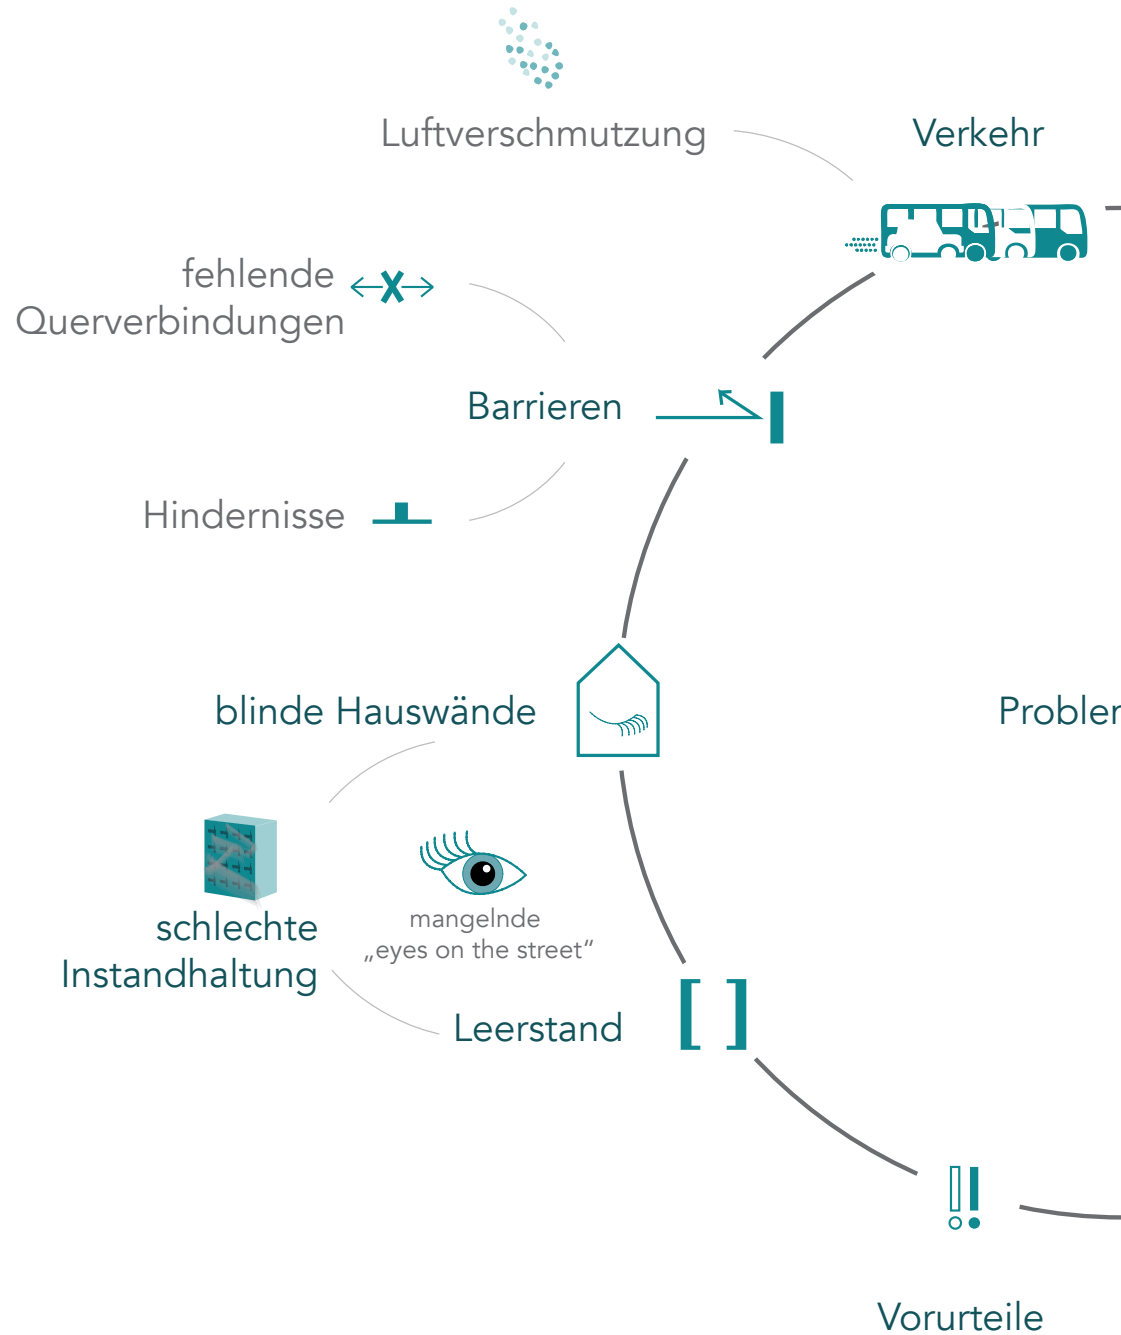 Luftverschmutzung
Verkehr
fehlende
Querverbindungen
Barrieren
Hindernisse
blinde Hauswände
schlechte
Instandhaltung
mangelnde
„eyes on the street“
Leerstand
Vorurteile